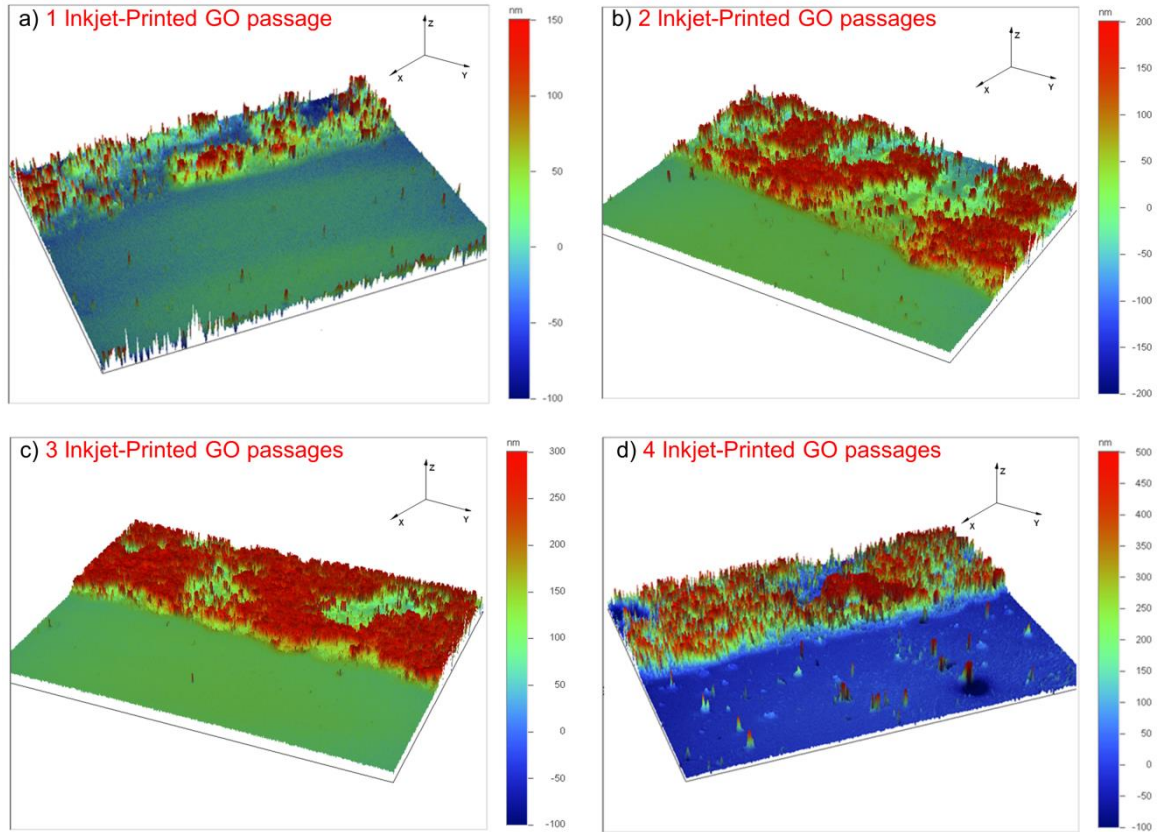 a) 1 Inkjet-Printed GO passage
nm
150
100
50
0
-50
-100
Z
X
Y
b) 2 Inkjet-Printed GO passages
nm
200
150
100
50
0
-50
-100
-150
-200
Z
X
Y
c) 3 Inkjet-Printed GO passages
nm
300
250
200
150
100
50
0
-50
-100
Z
X
Y
d) 4 Inkjet-Printed GO passages
nm
500
450
400
350
300
250
200
150
100
50
0
-50
-100
Z
X
Y